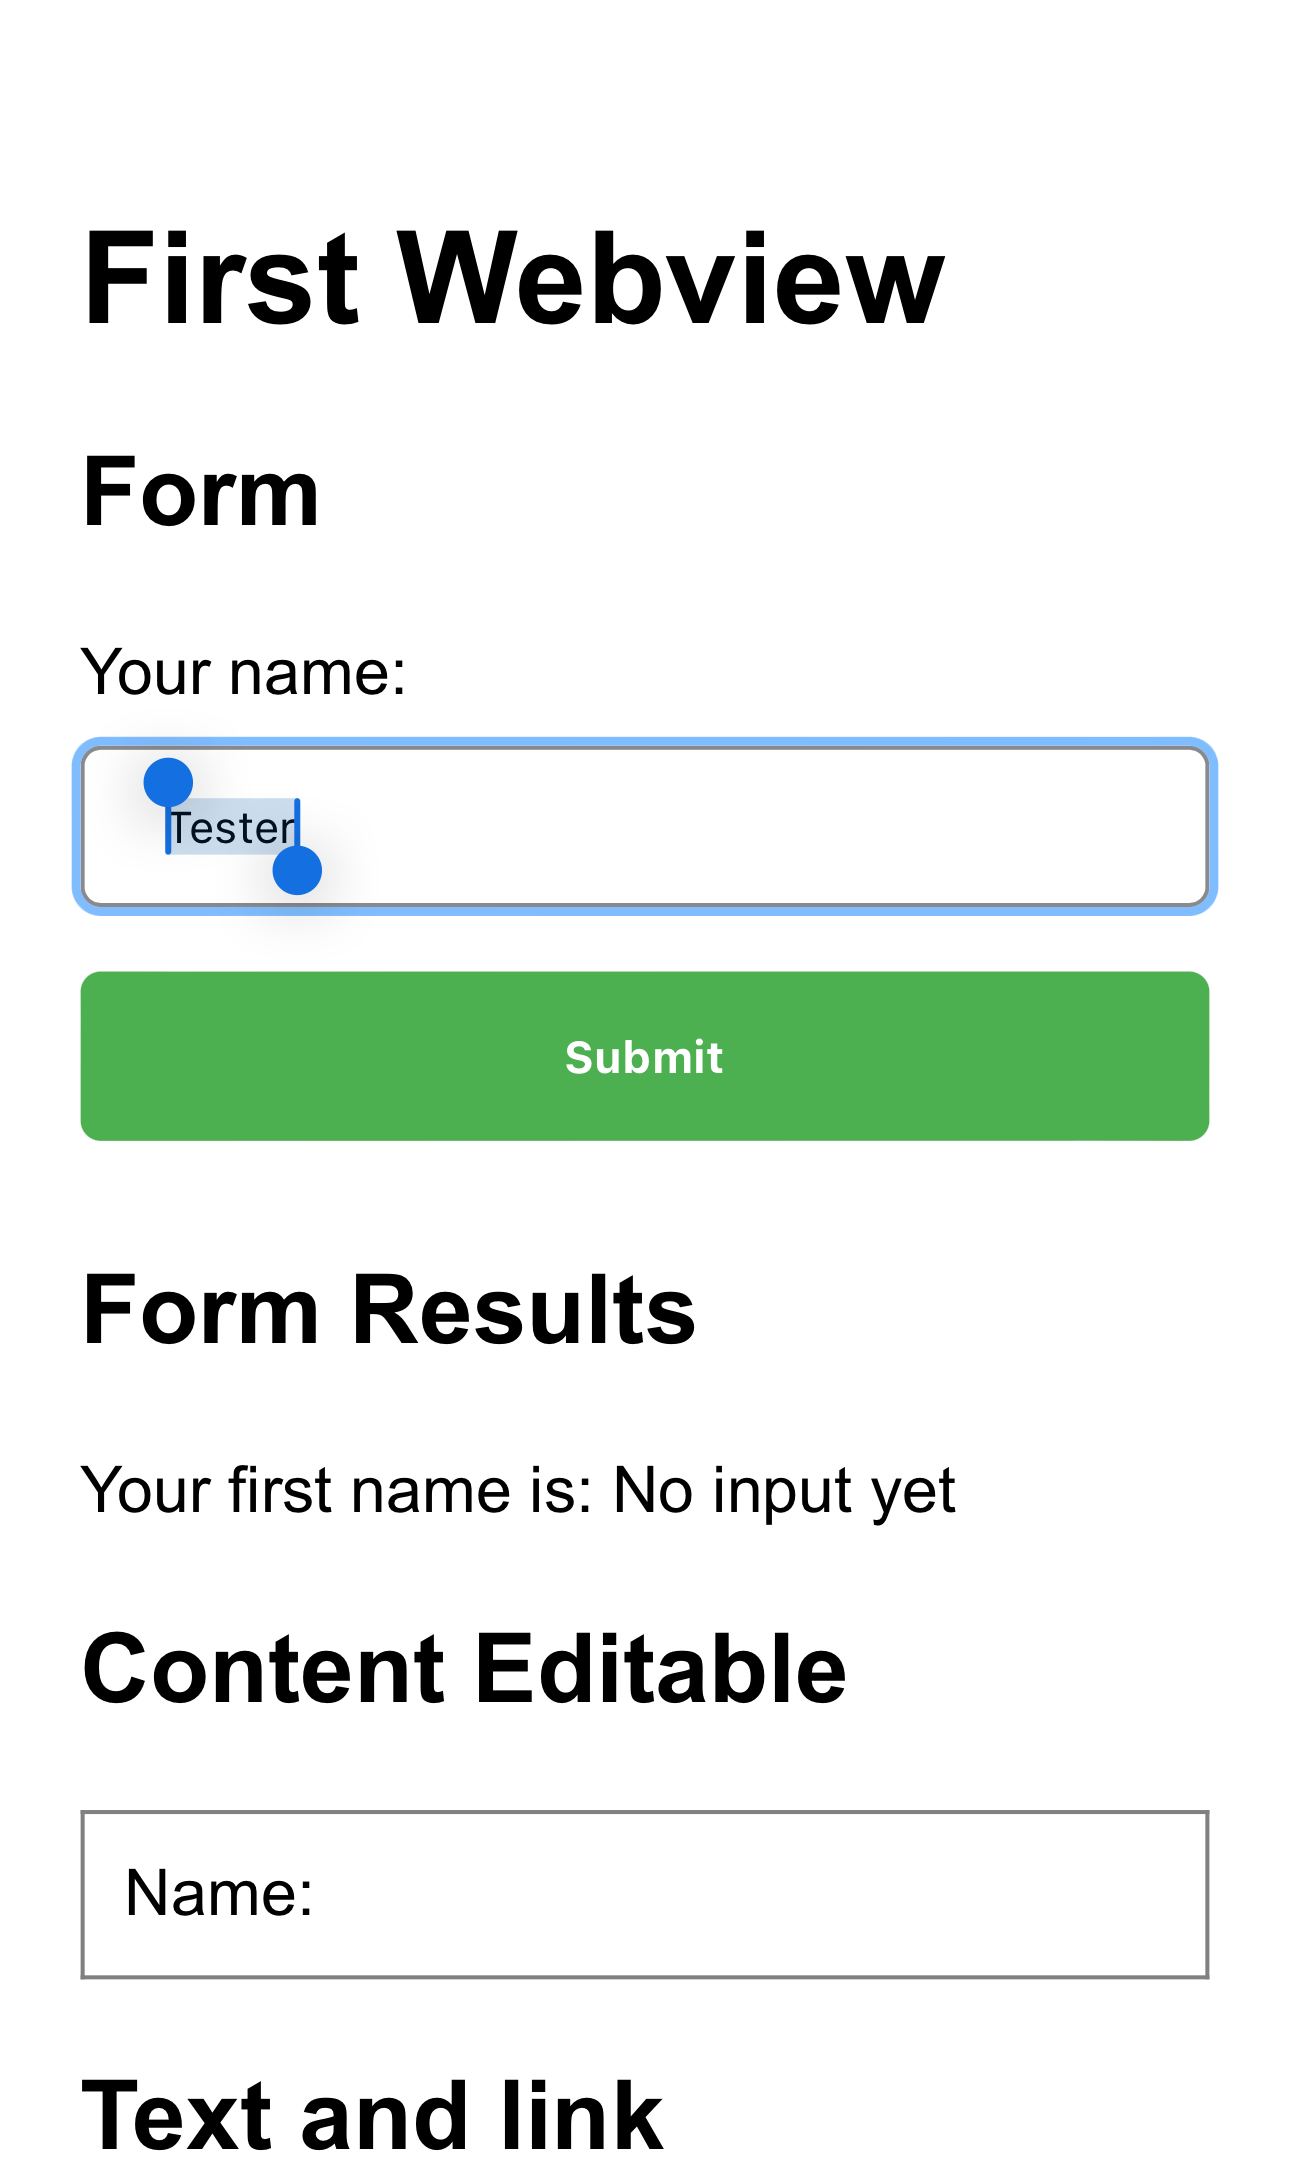 First Webview
Form
Your name:
Tester
Submit
Form Results
Your first name is: No input yet
Content Editable
Name:
Text and link